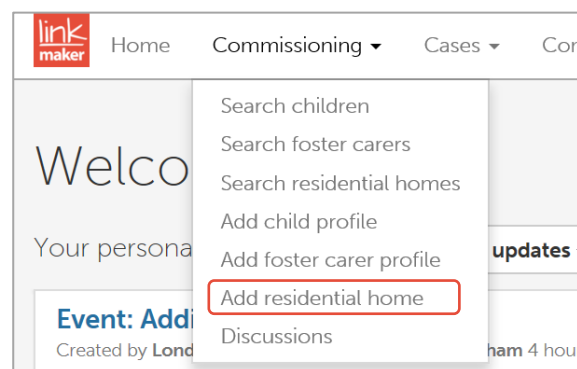 link
maker
Home Commissioning Cases
Search children
Search foster carers
Search residential homes
Add child profile
Add foster carer profile
Add residential home
Discussions
Welco
Your persona updates
Event: Addi
Created by Lond ham 4 hou